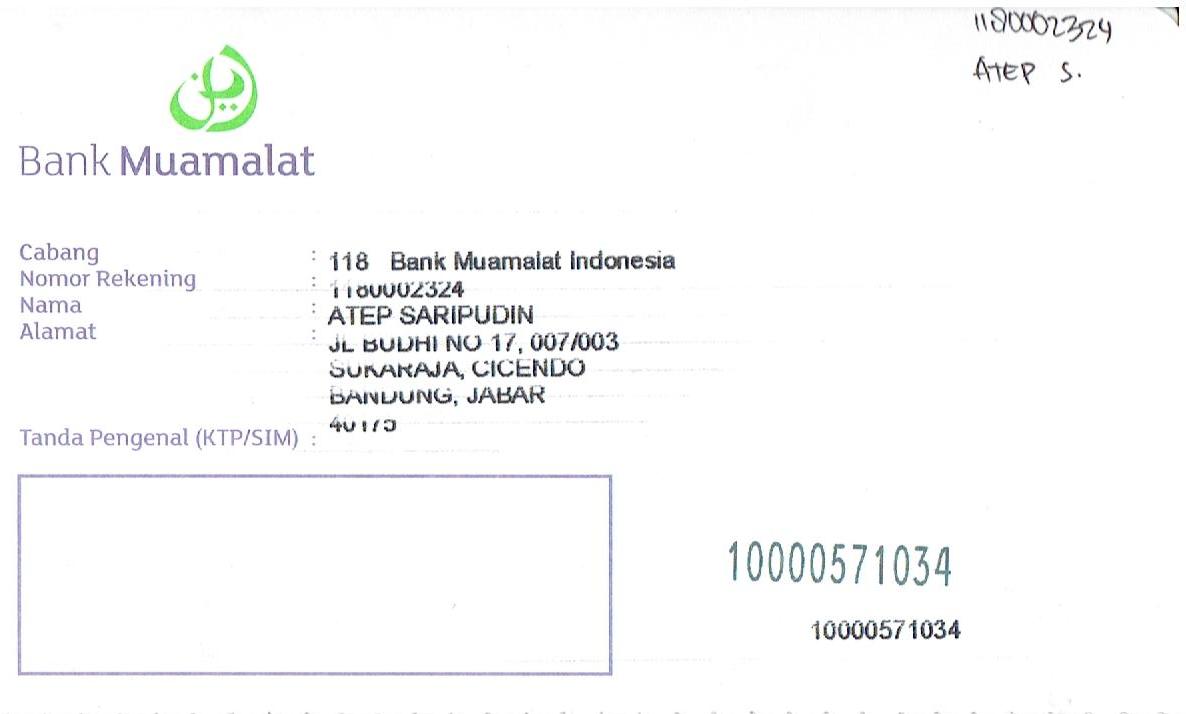 1180002324
ATEP S.
Bank Muamalat
Cabang : 118 Bank Muamalat Indonesia
Nomor Rekening : 1180002324
Nama : ATEP SARIPUDIN
Alamat : JL BUDHI NO 17, 007/003
SUKARAJA, CICENDO
BANDUNG, JABAR
40175
Tanda Pengenal (KTP/SIM) :
10000571034
10000571034